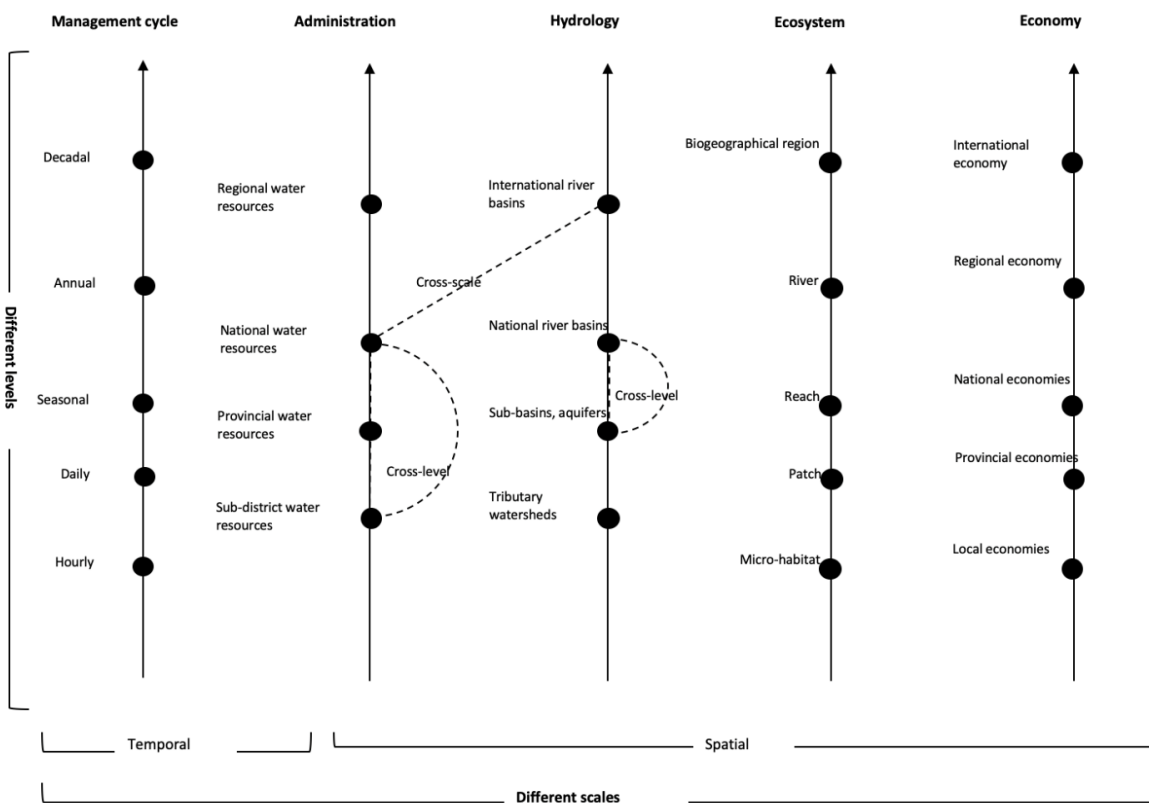 Management cycle
Administration
Hydrology
Ecosystem
Economy
Different levels
Decadal
Annual
Seasonal
Daily
Hourly
Regional water
resources
National water
resources
Provincial water
resources
Sub-district water
resources
Cross-level
Cross-scale
International river
basins
National river basins
Sub-basins, aquifers
Tributary
watersheds
Cross-level
Biogeographical region
River
Reach
Patch
Micro-habitat
International
economy
Regional economy
National economies
Provincial economies
Local economies
Temporal
Spatial
Different scales